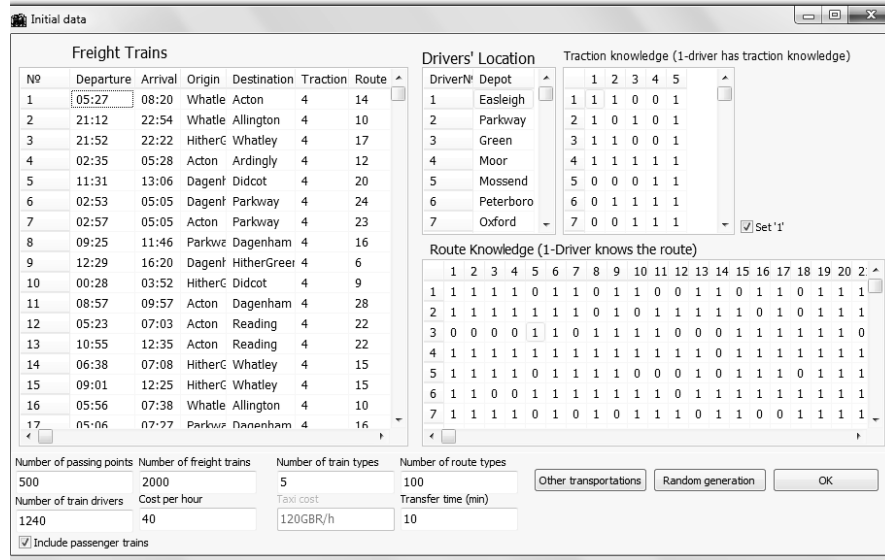 Initial data
Freight Trains
Nº Departure Arrival Origin Destination Traction Route
1 05:27 08:20 Whatle Acton 4 14
2 21:12 22:54 Whatle Allington 4 10
3 21:52 22:22 HitherG Whatley 4 17
4 02:35 05:28 Acton Ardingly 4 12
5 11:31 13:06 Dagenh Didcot 4 20
6 02:53 05:05 Dagenh Parkway 4 24
7 02:57 05:05 Acton Parkway 4 23
8 09:25 11:46 Parkwa Dagenham 4 16
9 12:29 16:20 Dagenh HitherGreer 4 6
10 00:28 03:52 HitherG Didcot 4 9
11 08:57 09:57 Acton Dagenham 4 28
12 05:23 07:03 Acton Reading 4 22
13 10:55 12:35 Acton Reading 4 22
14 06:38 07:08 HitherG Whatley 4 15
15 09:01 12:25 HitherG Whatley 4 15
16 05:56 07:38 Whatle Allington 4 10
17 05:06 07:27 Parkwa Dagenham 4 16
Drivers' Location
DriverNº Depot
1 Easleigh
2 Parkway
3 Green
4 Moor
5 Mossend
6 Peterboro
7 Oxford
Traction knowledge (1-driver has traction knowledge)
1 2 3 4 5
1 1 1 0 0 1
2 1 0 1 0 1
3 1 1 0 0 1
4 1 1 1 1 1
5 0 0 0 1 1
6 0 1 1 1 1
7 0 0 1 1 1
Set '1'
Route Knowledge (1-Driver knows the route)
1 2 3 4 5 6 7 8 9 10 11 12 13 14 15 16 17 18 19 20
1 1 1 1 1 0 1 1 0 1 1 0 0 1 1 0 1 1 0 1 1 1
2 1 1 1 1 1 1 1 0 1 0 1 1 1 1 1 0 1 0 1 1 1
3 0 0 0 0 1 1 0 1 1 1 1 0 0 0 1 1 1 1 1 1 0
4 1 1 1 1 1 1 1 1 1 1 1 1 1 0 1 1 1 1 1 1 1
5 1 1 1
6 1 1 0 0 1 1 1 1 1 1 1 0 1 1 1 1 1 1 1 1 1
7 1 1 1 1 0 1 0 1 0 1 1 1 0 1 1 0 0 1 1 1 1
Number of passing points Number of freight trains Number of train types Number of route types
500 2000 5 100
Other transportations Random generation OK
Number of train drivers Cost per hour Taxi cost Transfer time (min)
1240 40 120GBR/h 10
Include passenger trains